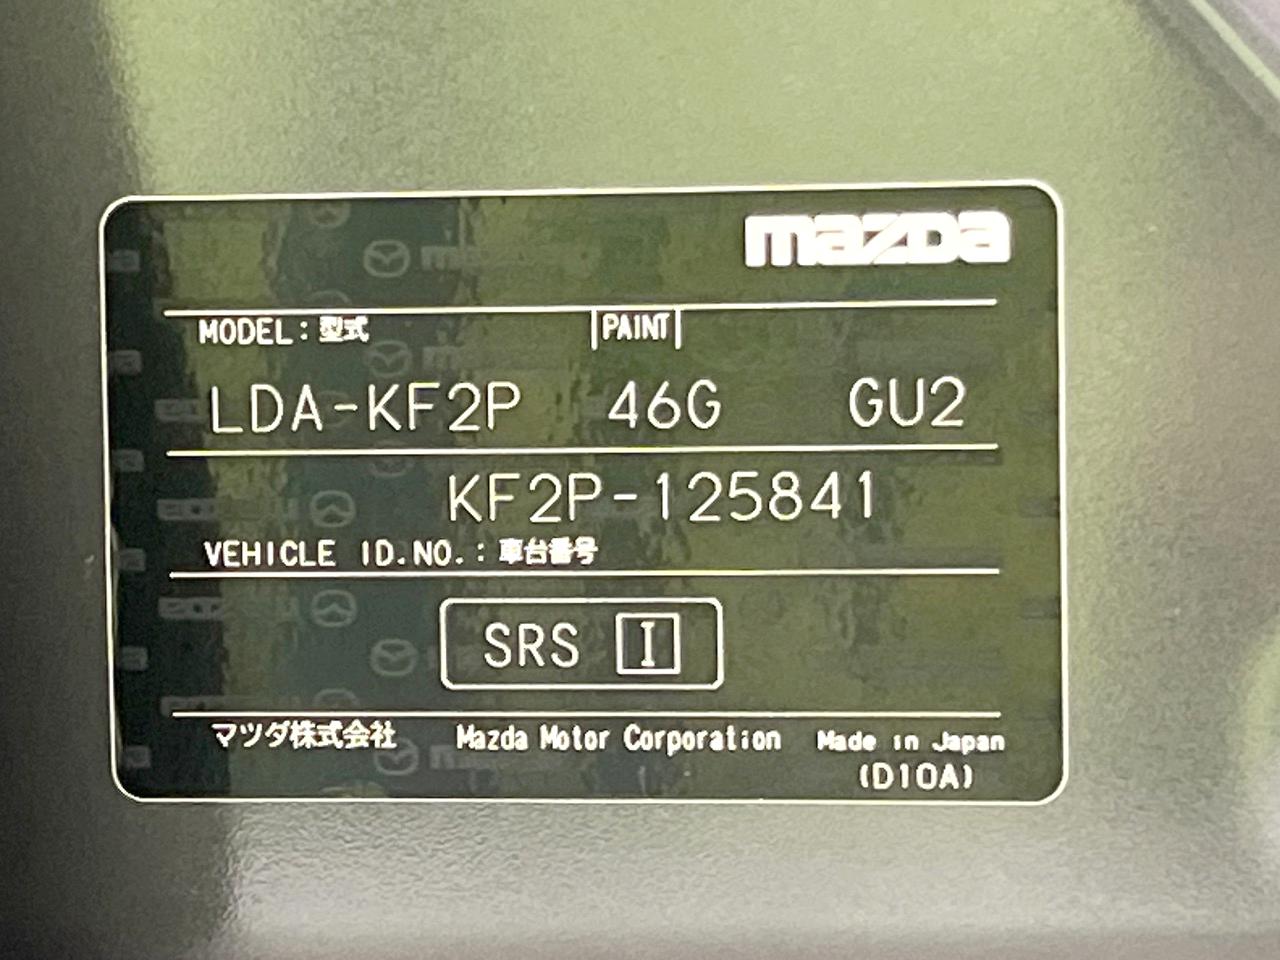 mazda
MODEL:型式 PAINT
LDA-KF2P 46G GU2
KF2P-125841
VEHICLE ID.NO.:車台番号
SRS I
マツダ株式会社 Mazda Motor Corporation Made in Japan
(D10A)